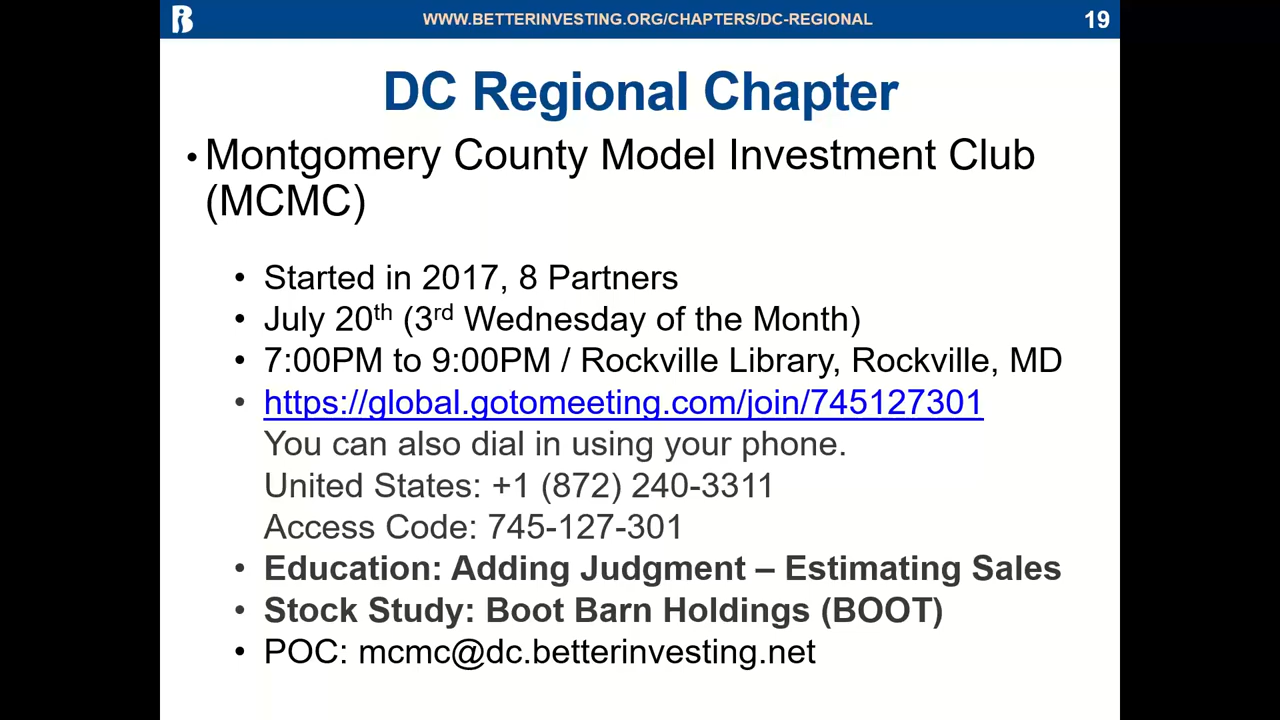 WWW.BETTERINVESTING.ORG/CHAPTERS/DC-REGIONAL
19
DC Regional Chapter
• Montgomery County Model Investment Club
(MCMC)
• Started in 2017, 8 Partners
• July 20th (3rd Wednesday of the Month)
• 7:00PM to 9:00PM / Rockville Library, Rockville, MD
• https://global.gotomeeting.com/join/745127301
You can also dial in using your phone.
United States: +1 (872) 240-3311
Access Code: 745-127-301
• Education: Adding Judgment – Estimating Sales
• Stock Study: Boot Barn Holdings (BOOT)
• POC: mcmc@dc.betterinvesting.net